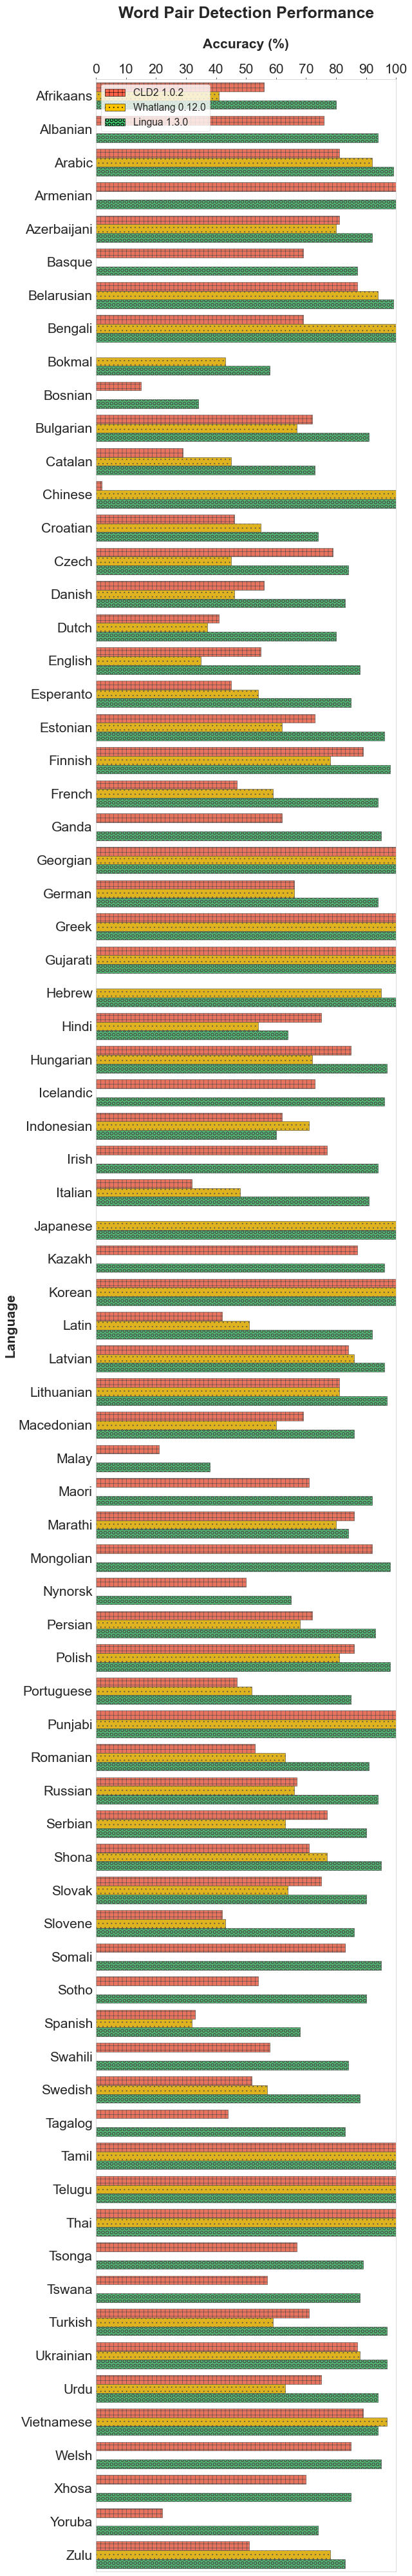 Word Pair Detection Performance
Accuracy (%)
0 10 20 30 40 50 60 70 80 90 100
CLD2 1.0.2
Whatlang 0.12.0
Lingua 1.3.0
Language
Afrikaans
Albanian
Arabic
Armenian
Azerbaijani
Basque
Belarusian
Bengali
Bokmal
Bosnian
Bulgarian
Catalan
Chinese
Croatian
Czech
Danish
Dutch
English
Esperanto
Estonian
Finnish
French
Ganda
Georgian
German
Greek
Gujarati
Hebrew
Hindi
Hungarian
Icelandic
Indonesian
Irish
Italian
Japanese
Kazakh
Korean
Latin
Latvian
Lithuanian
Macedonian
Malay
Maori
Marathi
Mongolian
Nynorsk
Persian
Polish
Portuguese
Punjabi
Romanian
Russian
Serbian
Shona
Slovak
Slovene
Somali
Sotho
Spanish
Swahili
Swedish
Tagalog
Tamil
Telugu
Thai
Tsonga
Tswana
Turkish
Ukrainian
Urdu
Vietnamese
Welsh
Xhosa
Yoruba
Zulu